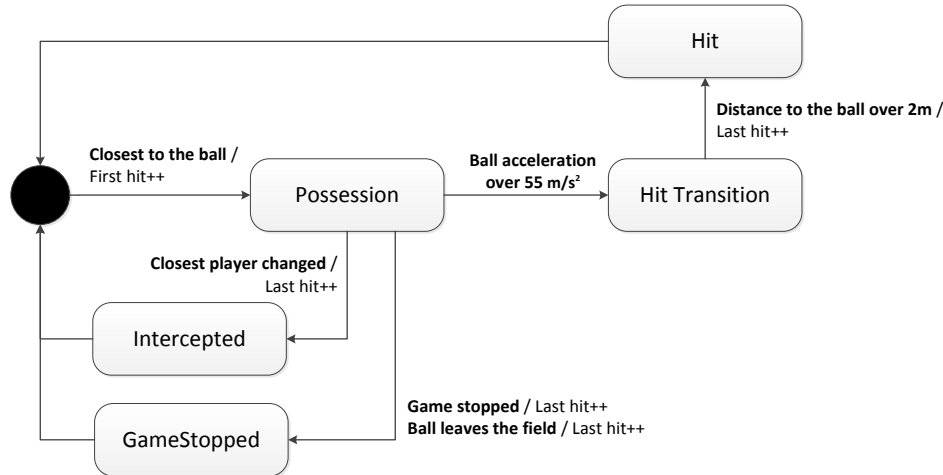 Hit
Distance to the ball over 2m /
Last hit++
Closest to the ball /
First hit++
Possession
Ball acceleration
over 55 m/s²
Hit Transition
Closest player changed /
Last hit++
Intercepted
Game stopped / Last hit++
Ball leaves the field / Last hit++
GameStopped